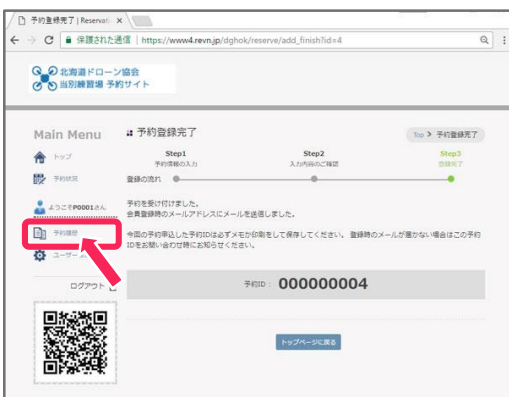 予約登録完了 | Reservati
保護された通信 | https://www4.revn.jp/dghok/reserve/add_finish?id=4
北海道ドローン協会
当別練習場 予約サイト
Main Menu
トップ
予約状況
ようこそP0001さん
予約履歴
ユーザー
ログアウト
予約登録完了
Top > 予約登録完了
Step1
予約情報の入力
Step2
入力内容のご確認
Step3
登録完了
登録の流れ
予約を受け付けました。
会員登録時のメールアドレスにメールを送信しました。
今回の予約申込した予約IDは必ずメモか印刷をして保存してください。 登録時のメールが届かない場合はこの予約
IDをお問い合わせ時にお知らせください。
予約ID : 000000004
トップページに戻る